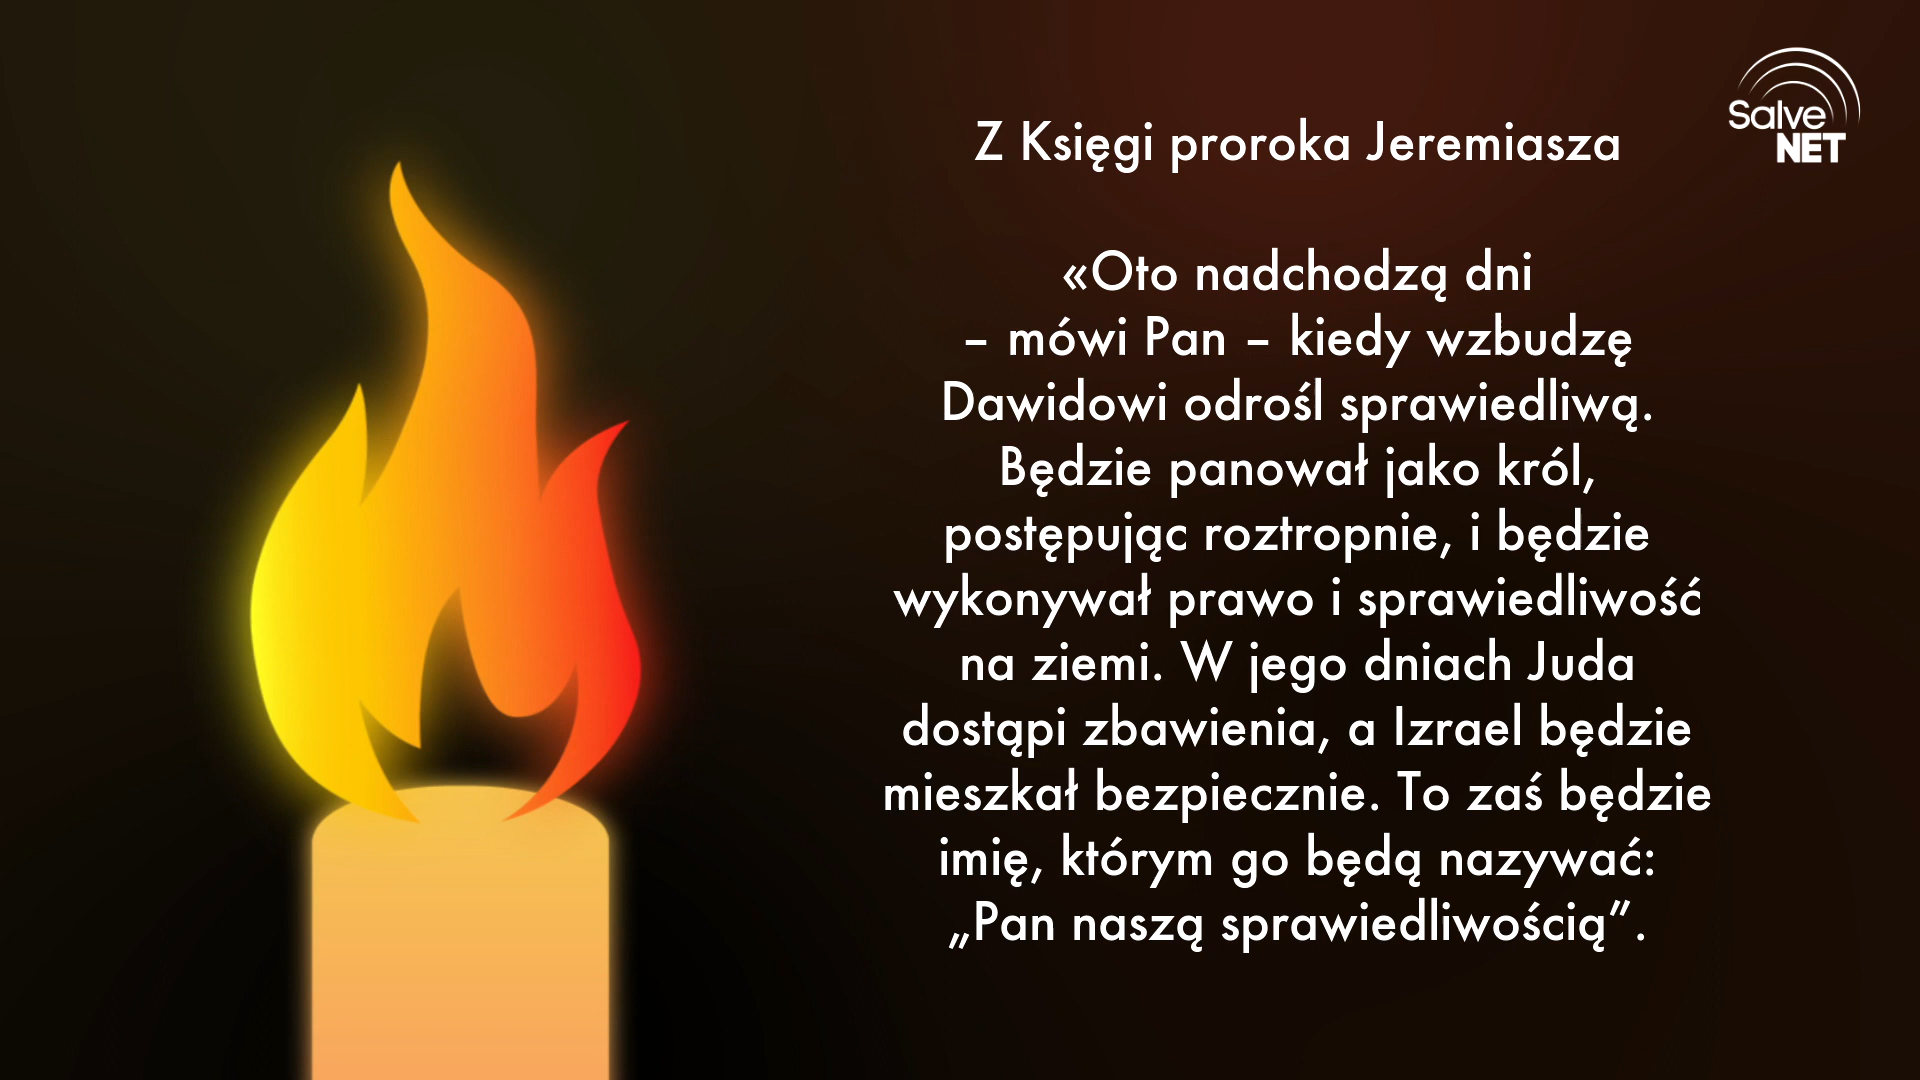 Salve
NET
Z Księgi proroka Jeremiasza
«Oto nadchodzą dni
– mówi Pan – kiedy wzbudzę
Dawidowi odrośl sprawiedliwą.
Będzie panował jako król,
postępując roztropnie, i będzie
wykonywał prawo i sprawiedliwość
na ziemi. W jego dniach Juda
dostąpi zbawienia, a Izrael będzie
mieszkał bezpiecznie. To zaś będzie
imię, którym go będą nazywać:
„Pan naszą sprawiedliwością”.